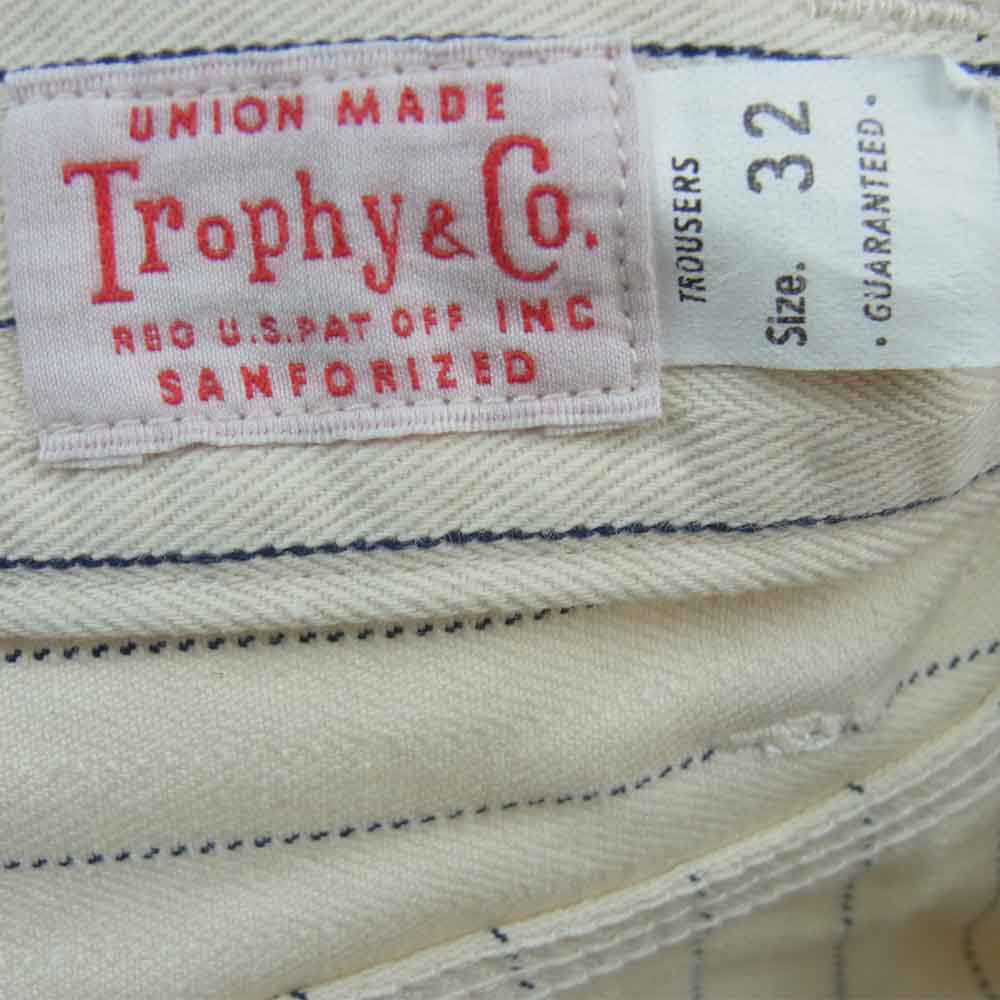 UNION MADE
Trophy & Co.
REG U.S.PAT OFF INC
SANFORIZED
TROUSERS
Size. 32
• GUARANTEED •